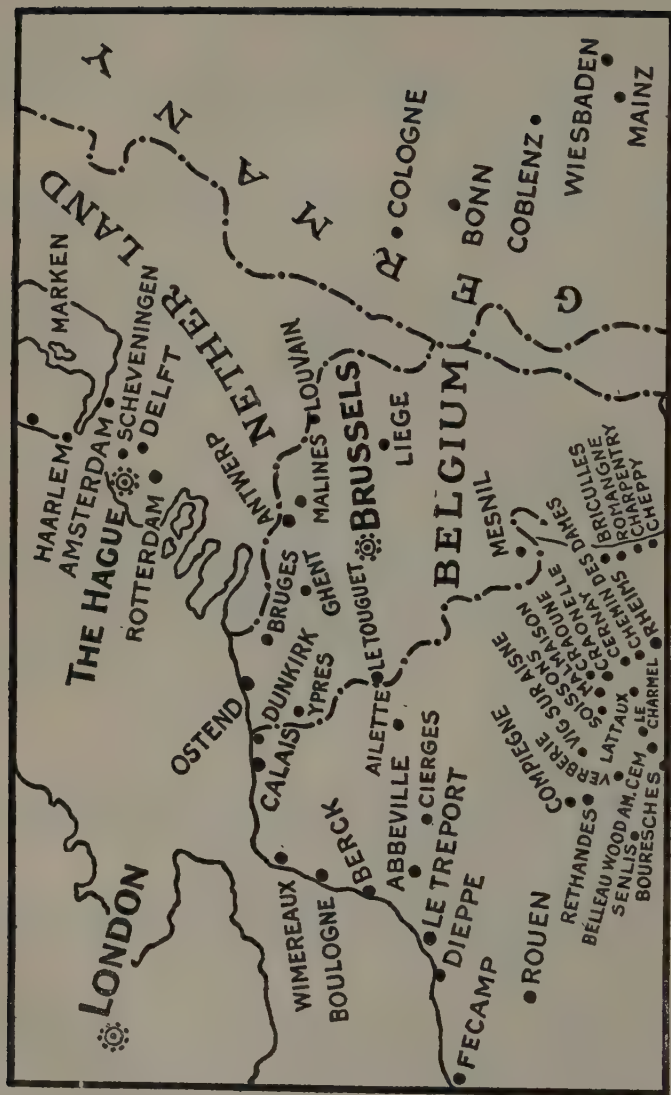 LONDON
THE HAGUE
HAARLEM
AMSTERDAM
ROTTERDAM
MARKEN
SCHEVENINGEN
DELFT
NETHERLAND
GERMANY
OSTEND
DUNKIRK
CALAIS
YPRES
BRUGES
GHENT
ANTWERP
MALINES
LOUVAIN
BRUSSELS
LIEGE
BELGIUM
COLOGNE
BONN
COBLENZ
WIESBADEN
MAINZ
WIMEREAUX
BOULOGNE
BERCK
ABBEVILLE
AILETTE
LE TOUGUET
CIERGES
LE TREPORT
DIEPPE
FECAMP
ROUEN
MESNIL
COMPIEGNE
VERBERIE
VIG SUR AISNE
SOISSONS
MALMAISON
CRAOUNE
CRAONELLE
CERNAY
CHEMIN DES DAMES
RHEIMS
BRICULLES
ROMANGNE
CHARPENTRY
CHEPPY
RETHANDES
BELLEAU WOOD AM. CEM
SENLIS
BOURESCHES
LATTAUX
LE
CHARMEL